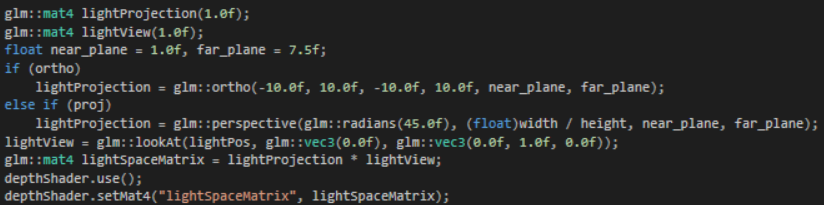 glm::mat4 lightProjection(1.0f);
glm::mat4 lightView(1.0f);
float near_plane = 1.0f, far_plane = 7.5f;
if (ortho)
    lightProjection = glm::ortho(-10.0f, 10.0f, -10.0f, 10.0f, near_plane, far_plane);
else if (proj)
    lightProjection = glm::perspective(glm::radians(45.0f), (float)width / height, near_plane, far_plane);
lightView = glm::lookAt(lightPos, glm::vec3(0.0f), glm::vec3(0.0f, 1.0f, 0.0f));
glm::mat4 lightSpaceMatrix = lightProjection * lightView;
depthShader.use();
depthShader.setMat4("lightSpaceMatrix", lightSpaceMatrix);